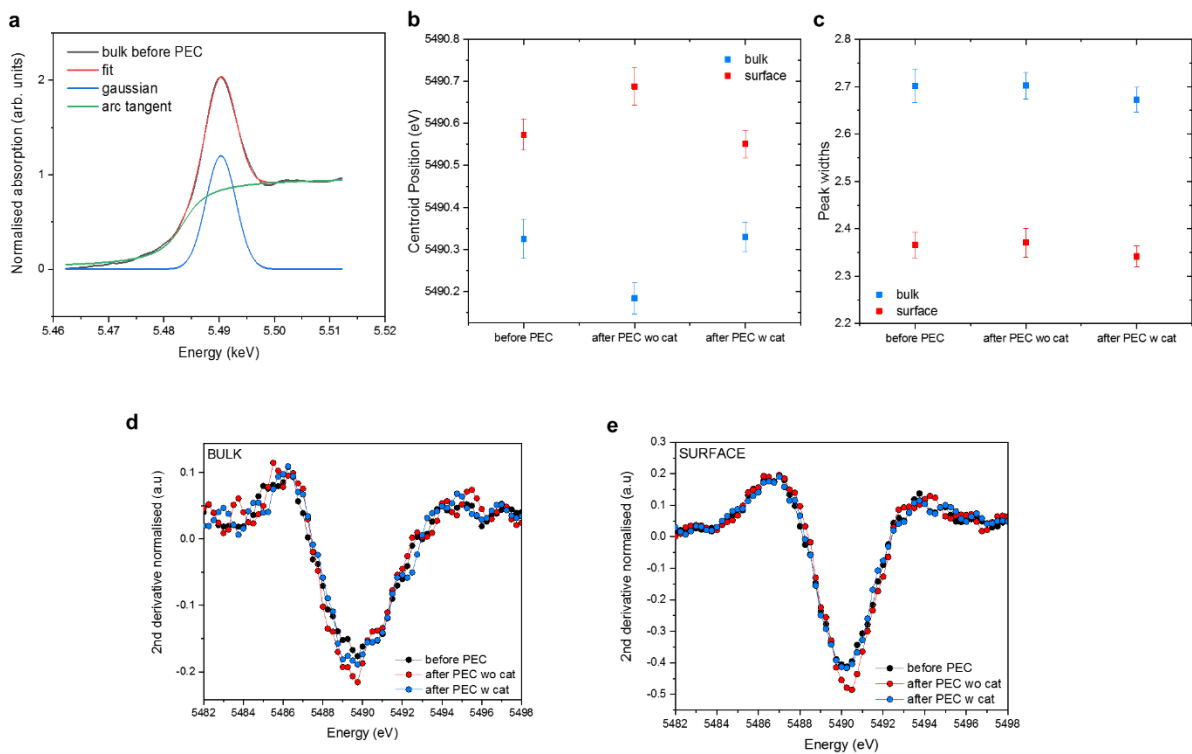 a
Normalised absorption (arb. units)
bulk before PEC
fit
gaussian
arc tangent
2
1
0
5.46 5.47 5.48 5.49 5.50 5.51 5.52
Energy (keV)
b
Centroid Position (eV)
5490.8
5490.7
5490.6
5490.5
5490.4
5490.3
5490.2
bulk
surface
before PEC after PEC wo cat after PEC w cat
c
Peak widths
2.8
2.7
2.6
2.5
2.4
2.3
2.2
bulk
surface
before PEC after PEC wo cat after PEC w cat
d
BULK
2nd derivative normalised (a.u)
0.1
0.0
-0.1
-0.2
before PEC
after PEC wo cat
after PEC w cat
5482 5484 5486 5488 5490 5492 5494 5496 5498
Energy (eV)
e
SURFACE
2nd derivative normalised (a.u)
0.3
0.2
0.1
0.0
-0.1
-0.2
-0.3
-0.4
-0.5
before PEC
after PEC wo cat
after PEC w cat
5482 5484 5486 5488 5490 5492 5494 5496 5498
Energy (eV)